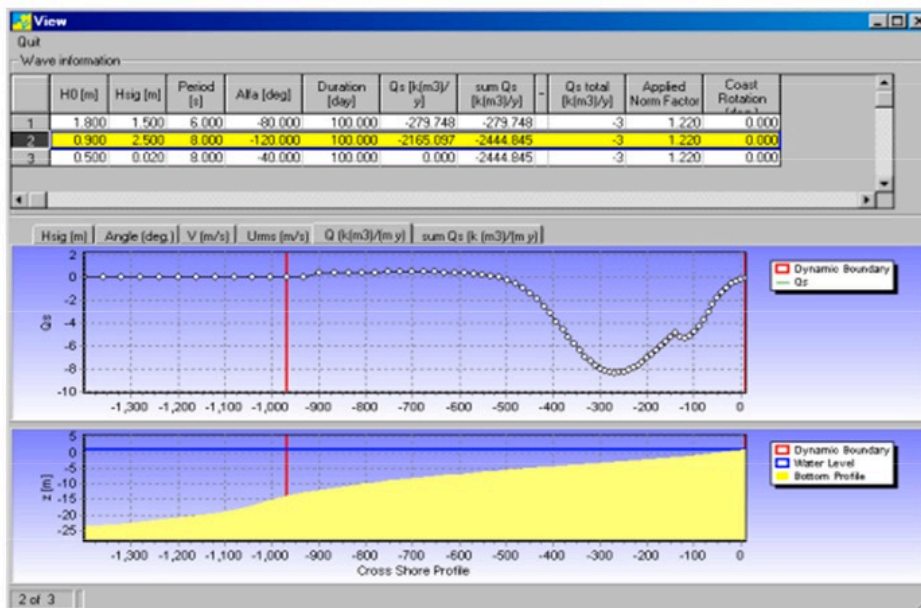 View
Quit
Wave information
H0 [m] Hsig [m] Period [s] Alfa [deg] Duration [day] Qs [k(m3)/y] sum Qs [k(m3)/y] - Qs total [k(m3)/y] Applied Norm Factor Coast Rotation
1 1.800 1.500 6.000 -80.000 100.000 -279.748 -279.748 -3 1.220 0.000
2 0.900 2.500 8.000 -120.000 100.000 -2165.097 -2444.845 -3 1.220 0.000
3 0.500 0.020 8.000 -40.000 100.000 0.000 -2444.845 -3 1.220 0.000
Hsig [m] Angle (deg.) V (m/s) Urms (m/s) Q (k(m3)/(m y) sum Qs (k (m3)/(m y)
2
0
-2
-4
-6
-8
-10
Qs
-1,300 -1,200 -1,100 -1,000 -900 -800 -700 -600 -500 -400 -300 -200 -100 0
Dynamic Boundary
Qs
5
0
-5
-10
-15
-20
-25
z [m]
-1,300 -1,200 -1,100 -1,000 -900 -800 -700 -600 -500 -400 -300 -200 -100 0
Cross Shore Profile
Dynamic Boundary
Water Level
Bottom Profile
2 of 3